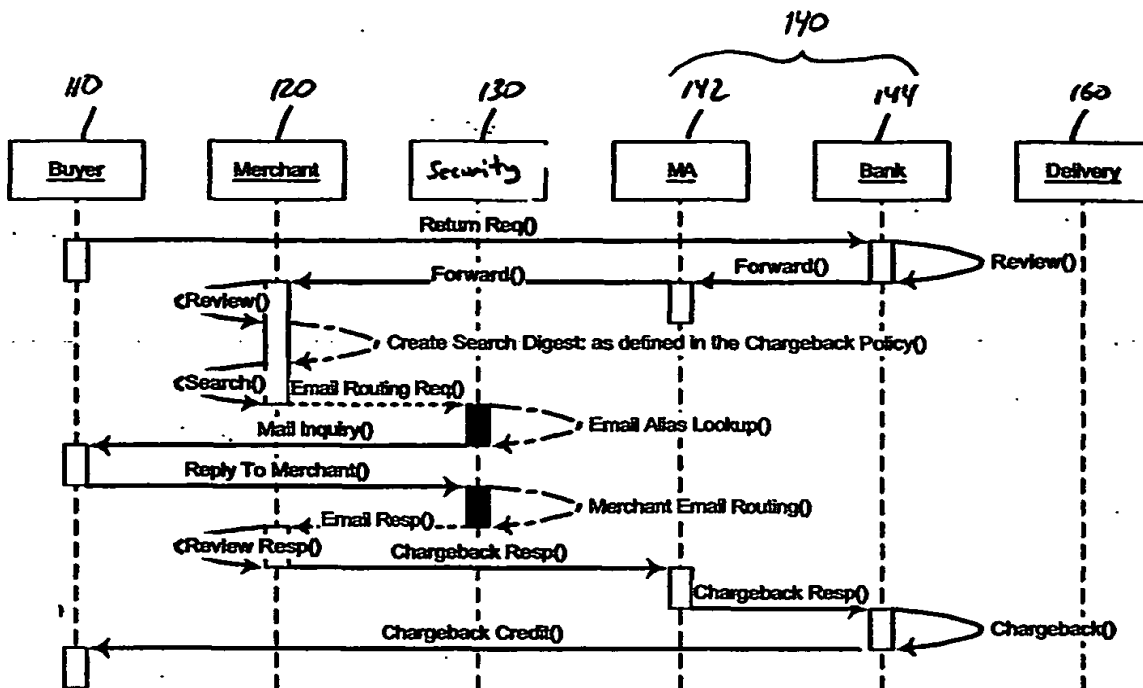 140
110 120 130 142 144 160
Buyer Merchant Security MA Bank Delivery
Return Req()
Review()
Forward() Forward()
Review()
Create Search Digest: as defined in the Chargeback Policy()
Search() Email Routing Req()
Email Alias Lookup()
Mail Inquiry()
Reply To Merchant()
Merchant Email Routing()
Email Resp()
Review Resp() Chargeback Resp()
Chargeback Resp()
Chargeback()
Chargeback Credit()